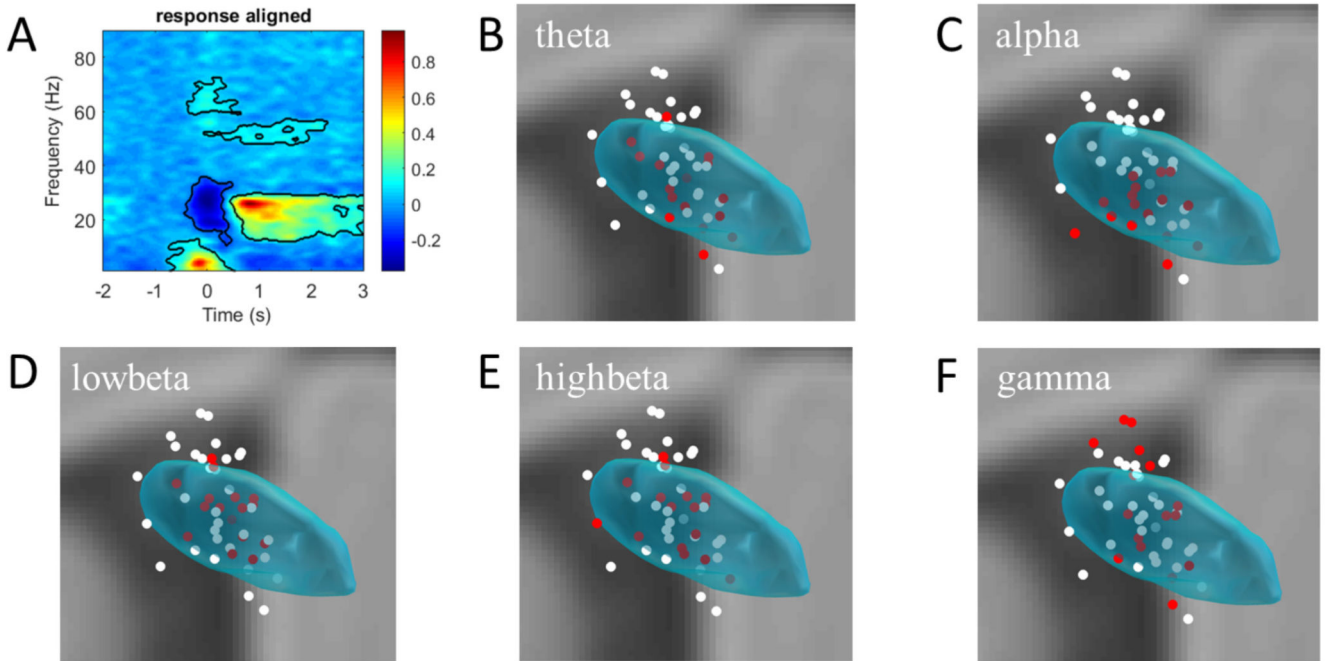 A
response aligned
Frequency (Hz)
80
60
40
20
-2
-1
0
1
2
3
Time (s)
0.8
0.6
0.4
0.2
0
-0.2
B
theta
C
alpha
D
lowbeta
E
highbeta
F
gamma